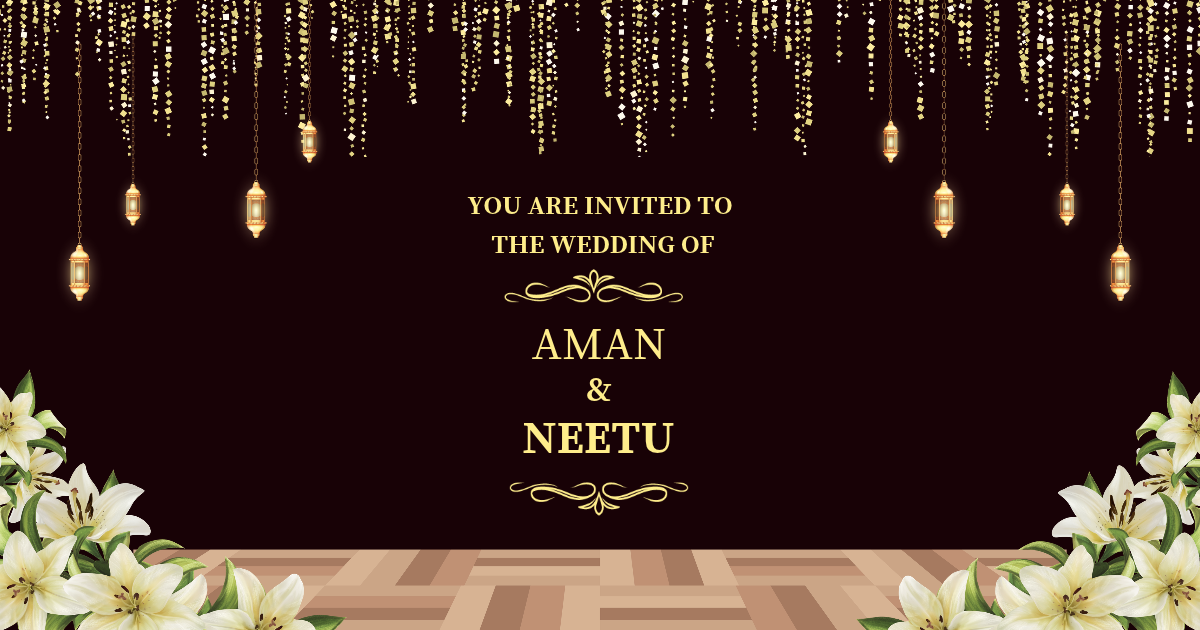 YOU ARE INVITED TO
THE WEDDING OF
AMAN
&
NEETU